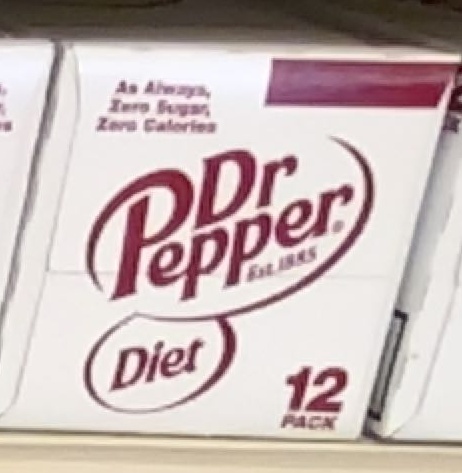 As Always,
Zero Sugar,
Zero Calories
Dr
Pepper®
Est. 1885
Diet
12
PACK